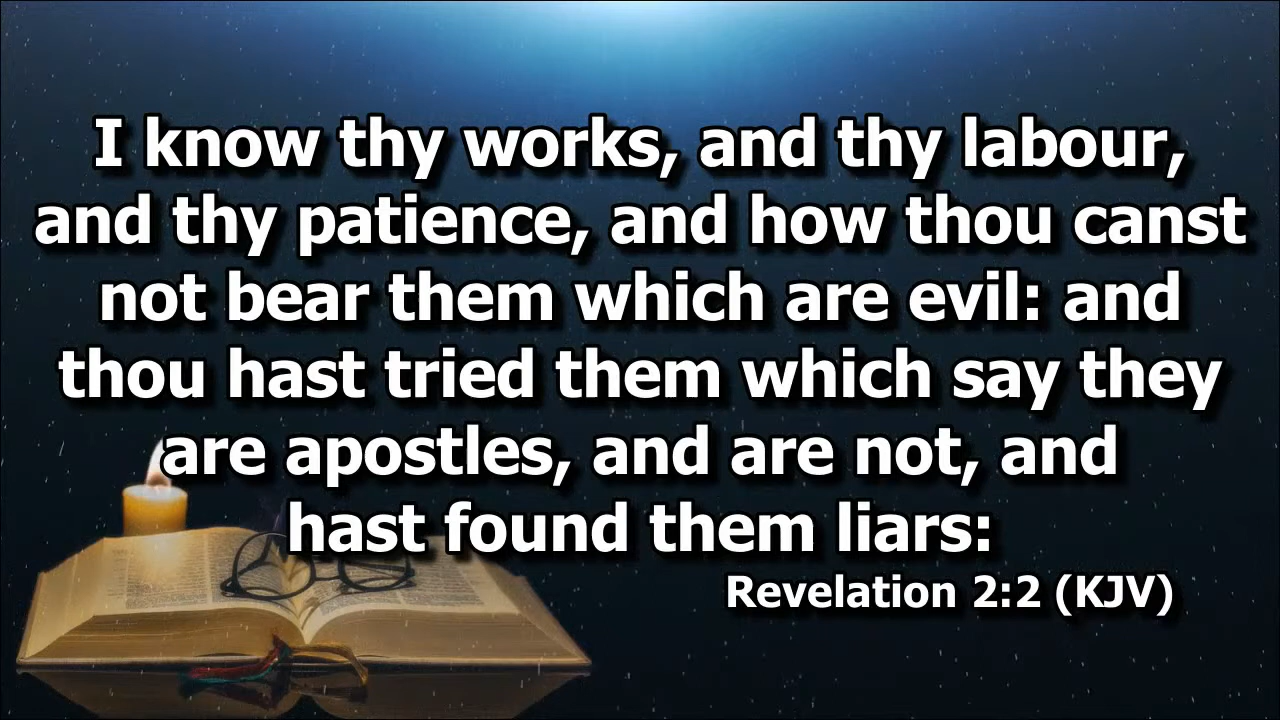 I know thy works, and thy labour,
and thy patience, and how thou canst
not bear them which are evil: and
thou hast tried them which say they
are apostles, and are not, and
hast found them liars:
Revelation 2:2 (KJV)